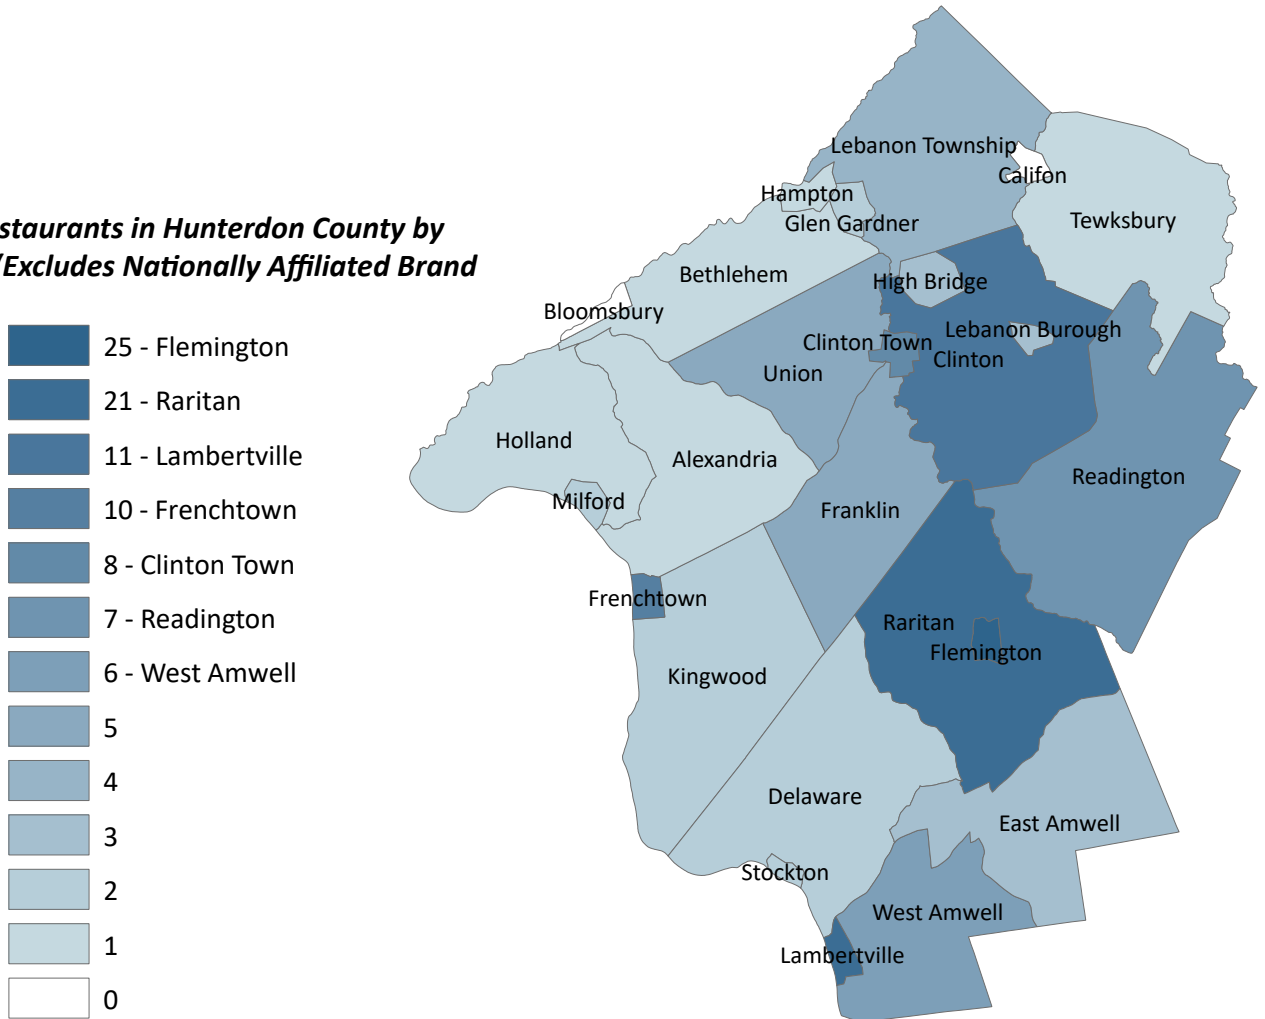 staurants in Hunterdon County by
Excludes Nationally Affiliated Brand
25 - Flemington
21 - Raritan
11 - Lambertville
10 - Frenchtown
8 - Clinton Town
7 - Readington
6 - West Amwell
5
4
3
2
1
0
Lebanon Township
Califon
Hampton
Tewksbury
Glen Gardner
Bethlehem
High Bridge
Bloomsbury
Lebanon Burough
Clinton Town
Clinton
Union
Holland
Alexandria
Readington
Milford
Franklin
Frenchtown
Raritan
Flemington
Kingwood
Delaware
East Amwell
Stockton
West Amwell
Lambertville